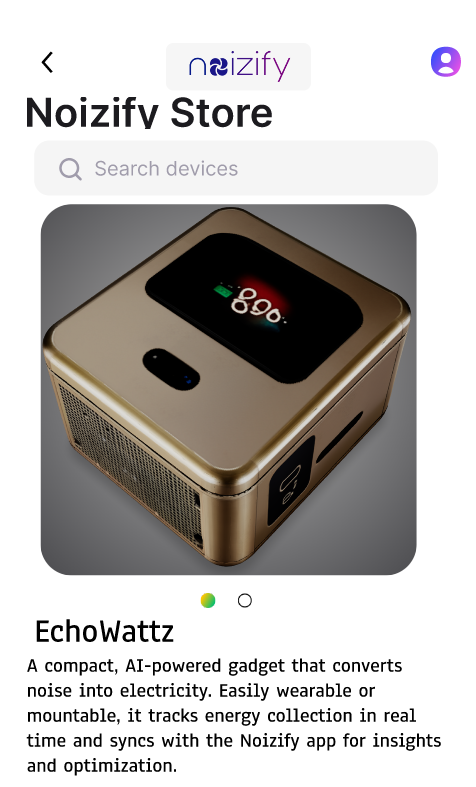 noizify
Noizify Store
Search devices
EchoWattz
A compact, AI-powered gadget that converts
noise into electricity. Easily wearable or
mountable, it tracks energy collection in real
time and syncs with the Noizify app for insights
and optimization.